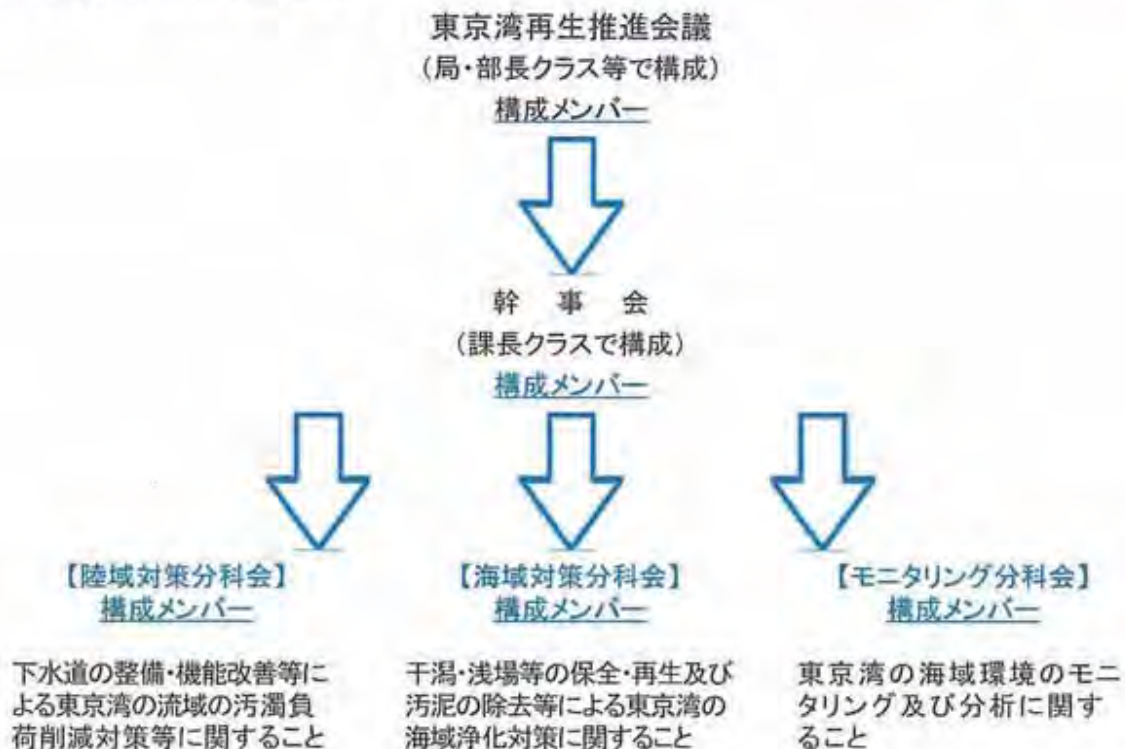 東京湾再生推進会議
(局・部長クラス等で構成)
構成メンバー
幹 事 会
(課長クラスで構成)
構成メンバー
【陸域対策分科会】
構成メンバー
下水道の整備・機能改善等に
よる東京湾の流域の汚濁負
荷削減対策等に関すること
【海域対策分科会】
構成メンバー
干潟・浅場等の保全・再生及び
汚泥の除去等による東京湾の
海域浄化対策に関すること
【モニタリング分科会】
構成メンバー
東京湾の海域環境のモニ
タリング及び分析に関す
ること